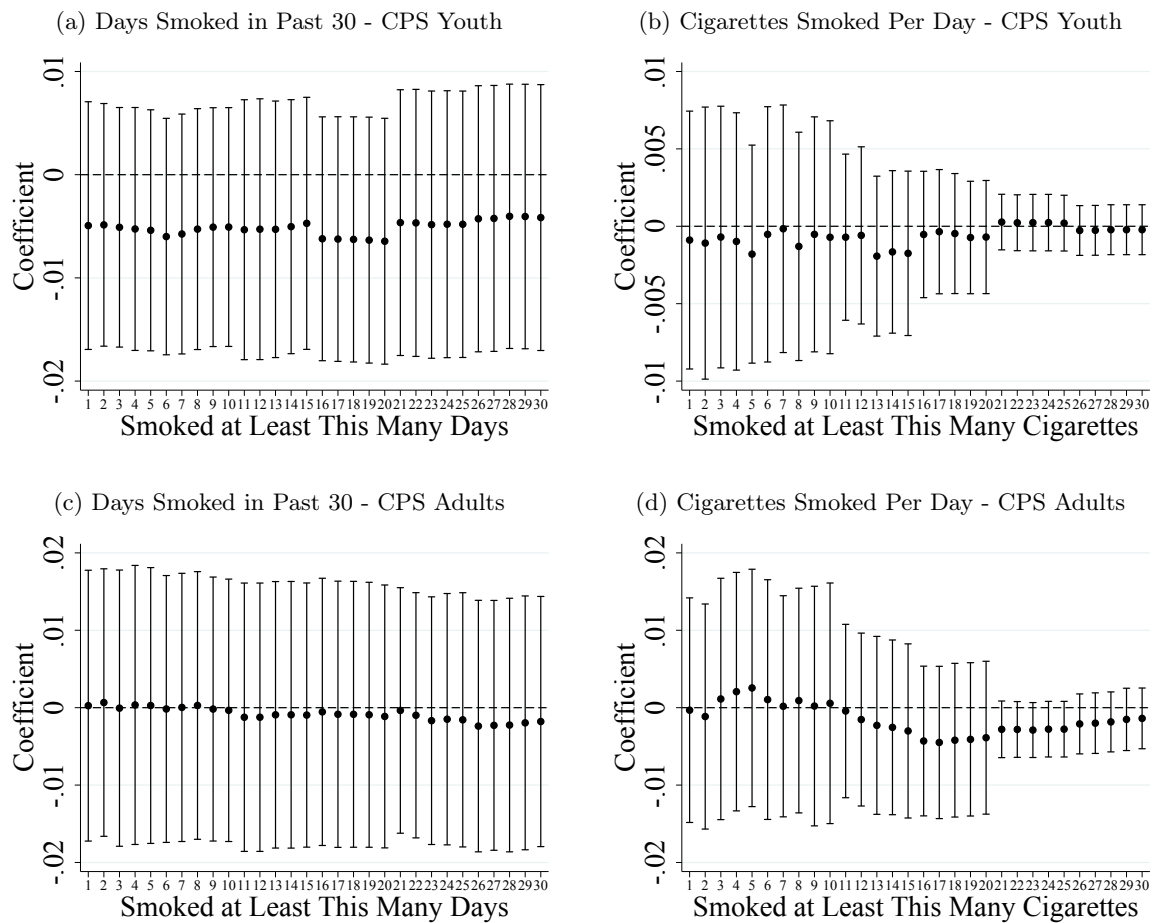 (a) Days Smoked in Past 30 - CPS Youth
.01
0
-.01
-.02
Coefficient
1 2 3 4 5 6 7 8 9 10 11 12 13 14 15 16 17 18 19 20 21 22 23 24 25 26 27 28 29 30
Smoked at Least This Many Days
(b) Cigarettes Smoked Per Day - CPS Youth
.01
.005
0
-.005
-.01
Coefficient
1 2 3 4 5 6 7 8 9 10 11 12 13 14 15 16 17 18 19 20 21 22 23 24 25 26 27 28 29 30
Smoked at Least This Many Cigarettes
(c) Days Smoked in Past 30 - CPS Adults
.02
.01
0
-.01
-.02
Coefficient
1 2 3 4 5 6 7 8 9 10 11 12 13 14 15 16 17 18 19 20 21 22 23 24 25 26 27 28 29 30
Smoked at Least This Many Days
(d) Cigarettes Smoked Per Day - CPS Adults
.02
.01
0
-.01
-.02
Coefficient
1 2 3 4 5 6 7 8 9 10 11 12 13 14 15 16 17 18 19 20 21 22 23 24 25 26 27 28 29 30
Smoked at Least This Many Cigarettes